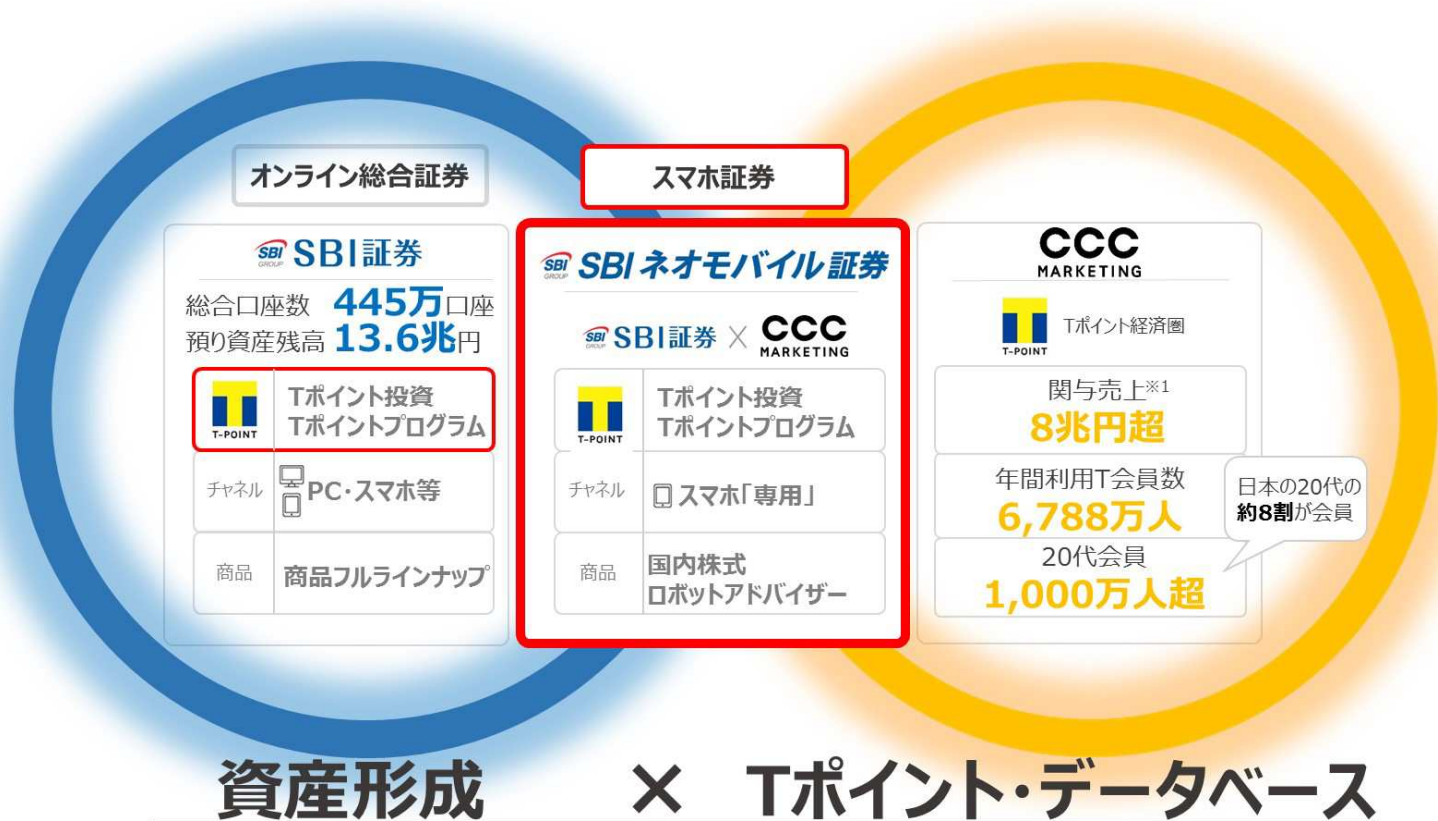 オンライン総合証券
スマホ証券
SBI GROUP SBI証券
総合口座数 445万口座
預り資産残高 13.6兆円
T-POINT
Tポイント投資
Tポイントプログラム
チャネル
PC・スマホ等
商品
商品フルラインナップ
SBI GROUP SBIネオモバイル証券
SBI GROUP SBI証券 × CCC MARKETING
T-POINT
Tポイント投資
Tポイントプログラム
チャネル
スマホ「専用」
商品
国内株式
ロボットアドバイザー
CCC
MARKETING
T-POINT
Tポイント経済圏
関与売上※1
8兆円超
年間利用T会員数
6,788万人
20代会員
1,000万人超
日本の20代の
約8割が会員
資産形成 × Tポイント・データベース